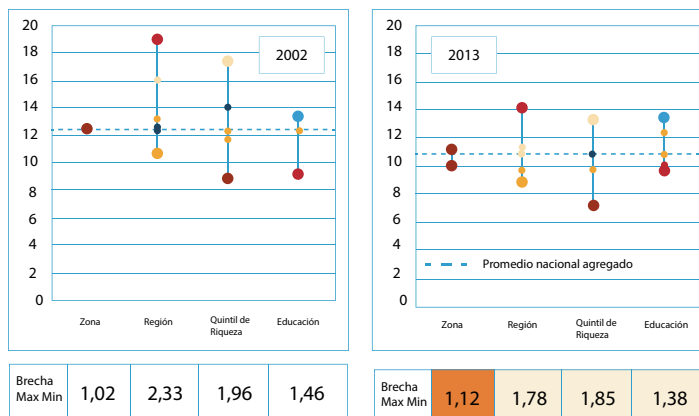 20
18
16
14
12
10
8
6
4
2
0
2002
Zona
Región
Quintil de
Riqueza
Educación
Brecha
Max Min
1,02
2,33
1,96
1,46
20
18
16
14
12
10
8
6
4
2
0
2013
Promedio nacional agregado
Zona
Región
Quintil de
Riqueza
Educación
Brecha
Max Min
1,12
1,78
1,85
1,38